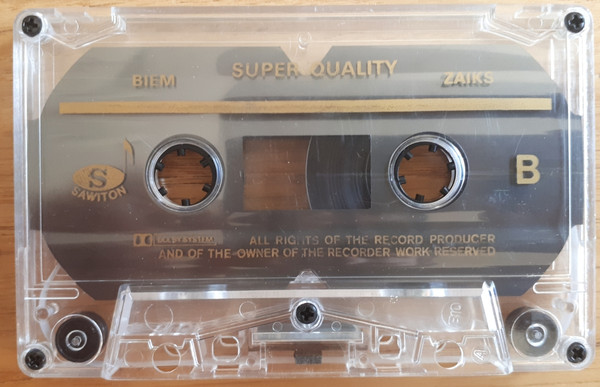 SUPER QUALITY
BIEM ZAIKS
S
SAWITON
B
DOLBY SYSTEM
ALL RIGHTS OF THE RECORD PRODUCER
AND OF THE OWNER OF THE RECORDER WORK RESERVED